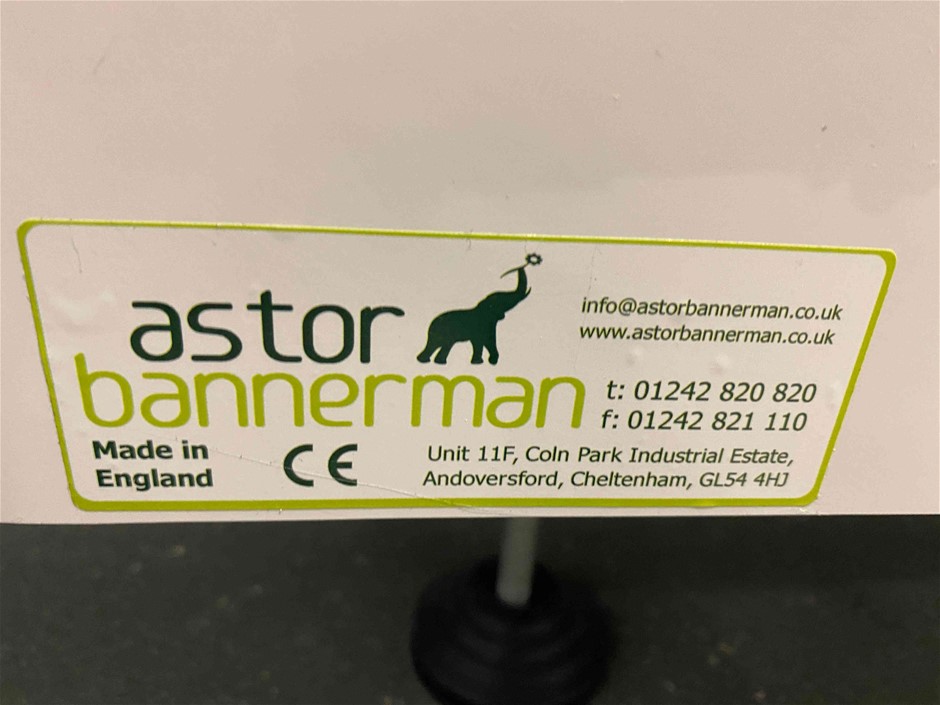 astor
bannerman
Made in
England
CE
info@astorbannerman.co.uk
www.astorbannerman.co.uk
t: 01242 820 820
f: 01242 821 110
Unit 11F, Coln Park Industrial Estate,
Andoversford, Cheltenham, GL54 4HJ